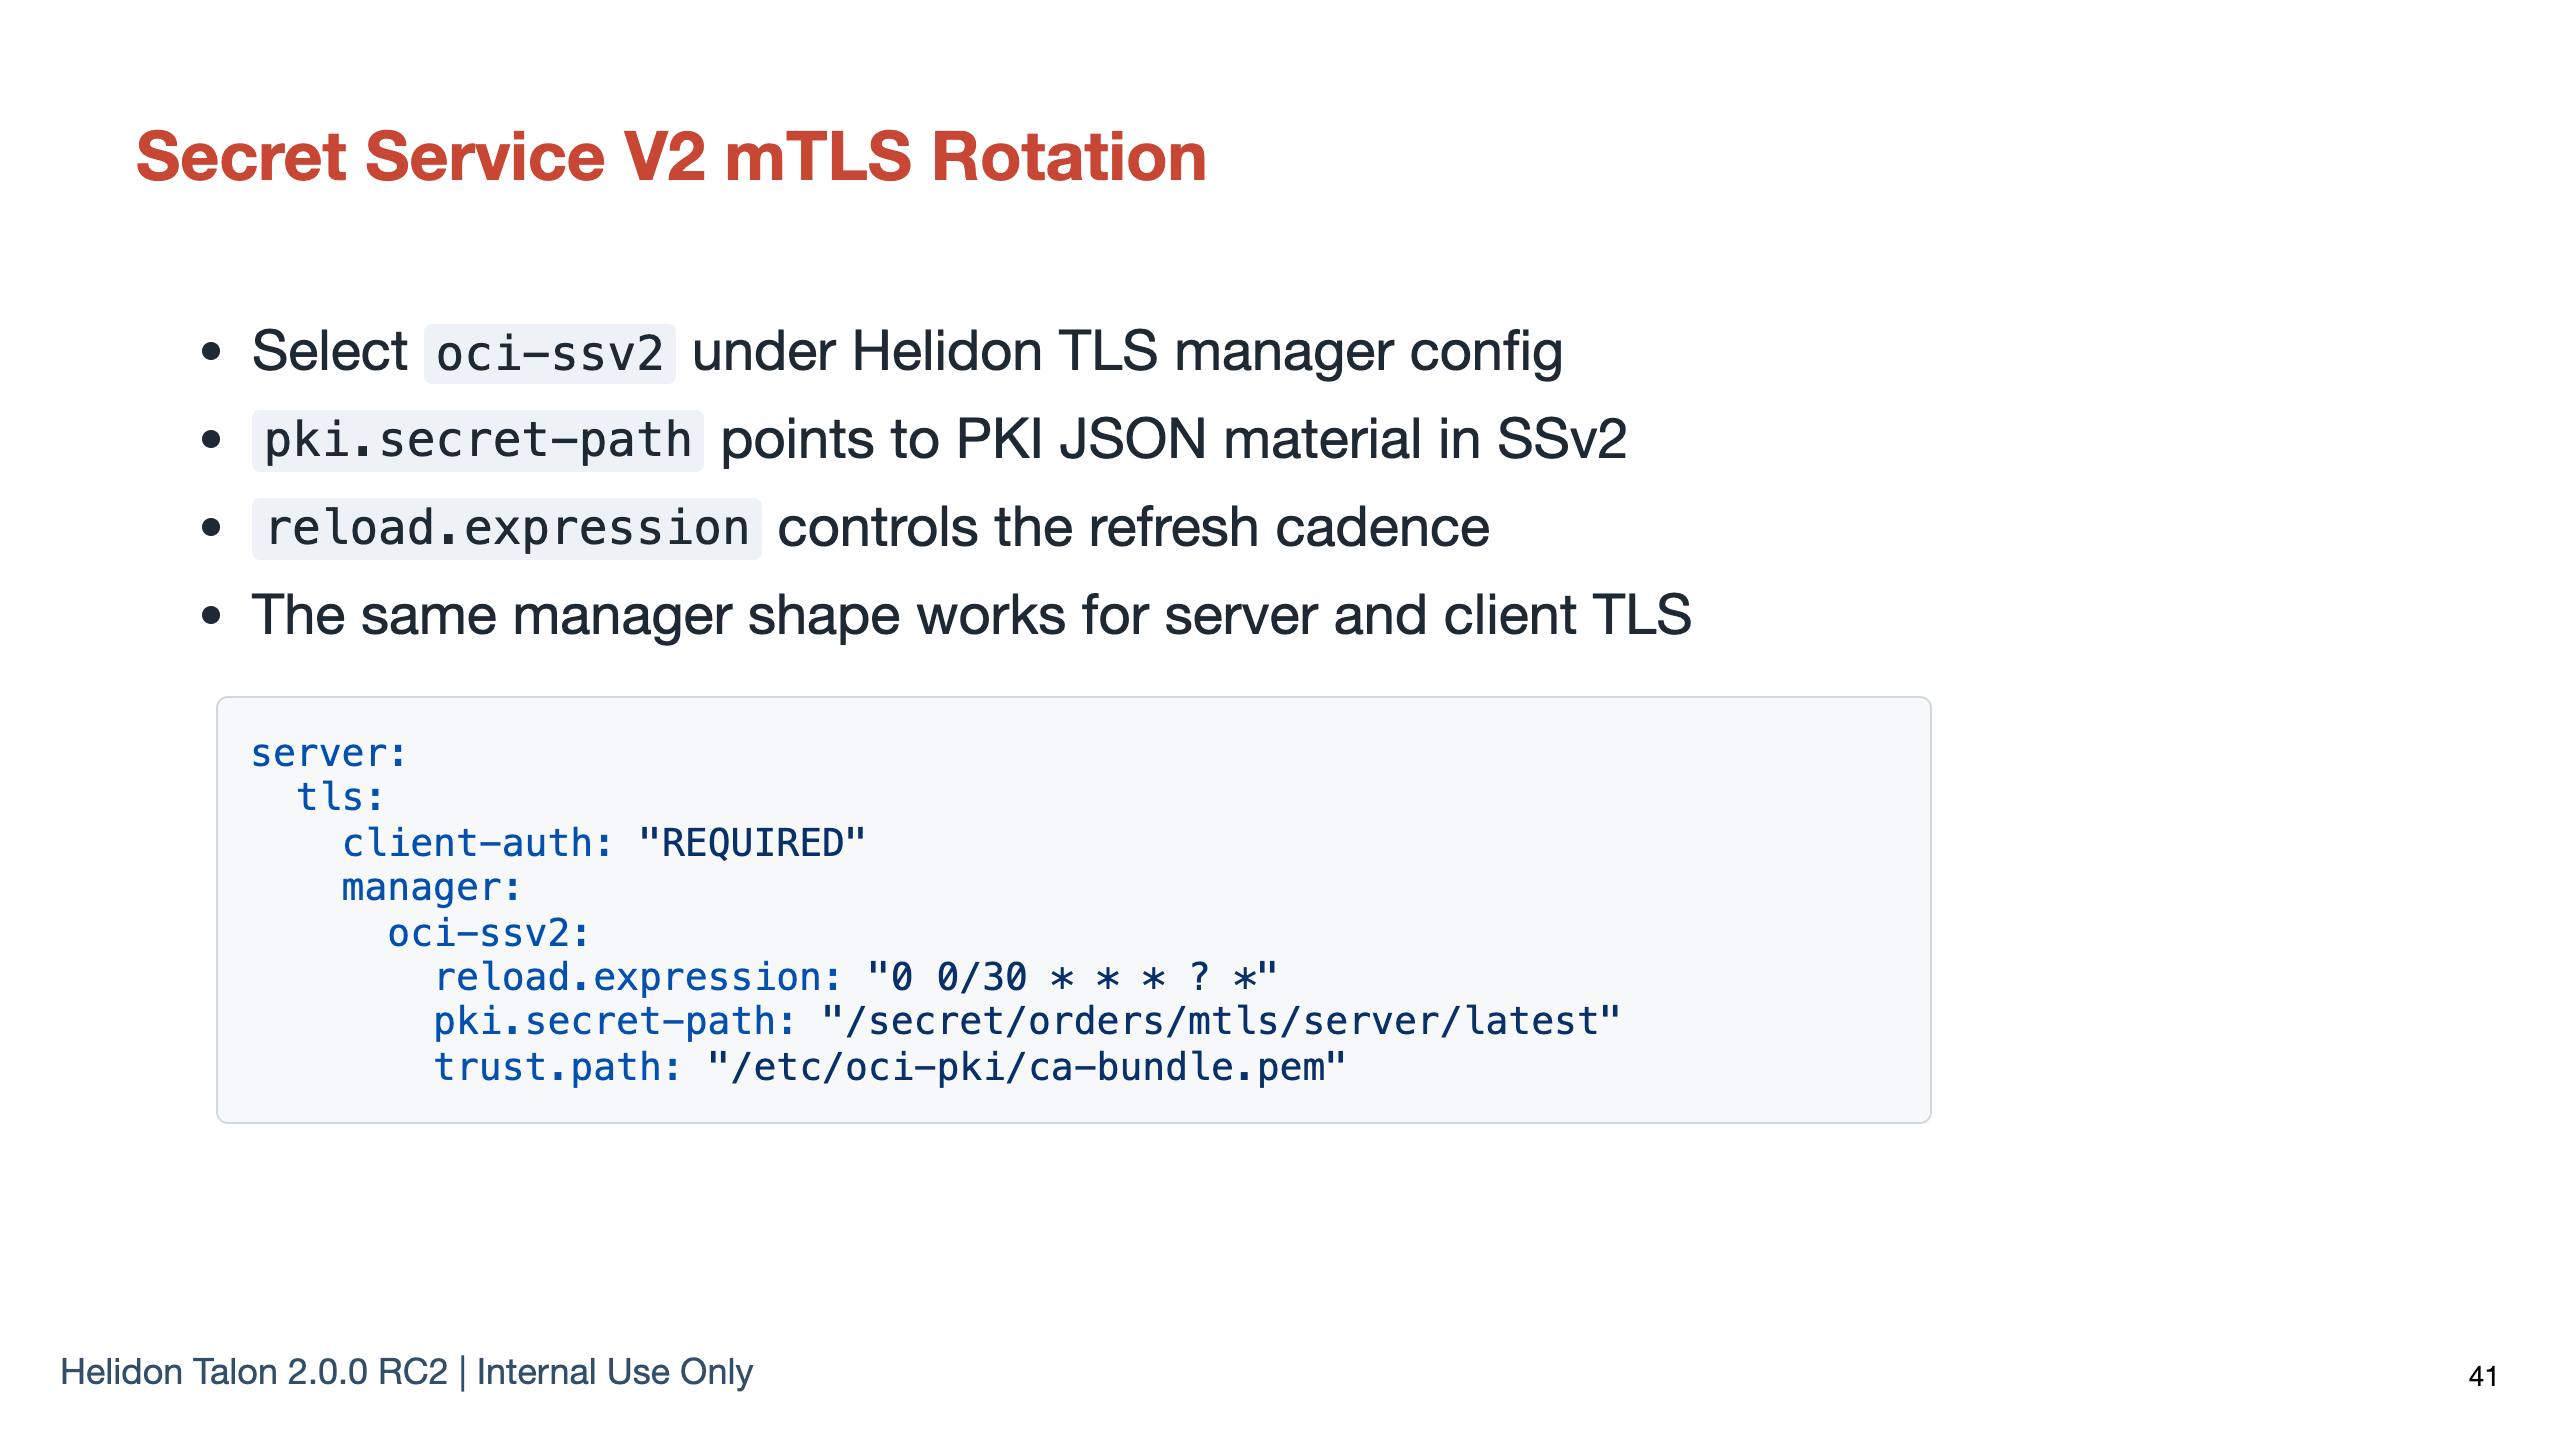 Secret Service V2 mTLS Rotation
• Select oci-ssv2 under Helidon TLS manager config
• pki.secret-path points to PKI JSON material in SSv2
• reload.expression controls the refresh cadence
• The same manager shape works for server and client TLS
server:
  tls:
    client-auth: "REQUIRED"
    manager:
      oci-ssv2:
        reload.expression: "0 0/30 * * * ? *"
        pki.secret-path: "/secret/orders/mtls/server/latest"
        trust.path: "/etc/oci-pki/ca-bundle.pem"
Helidon Talon 2.0.0 RC2 | Internal Use Only
41